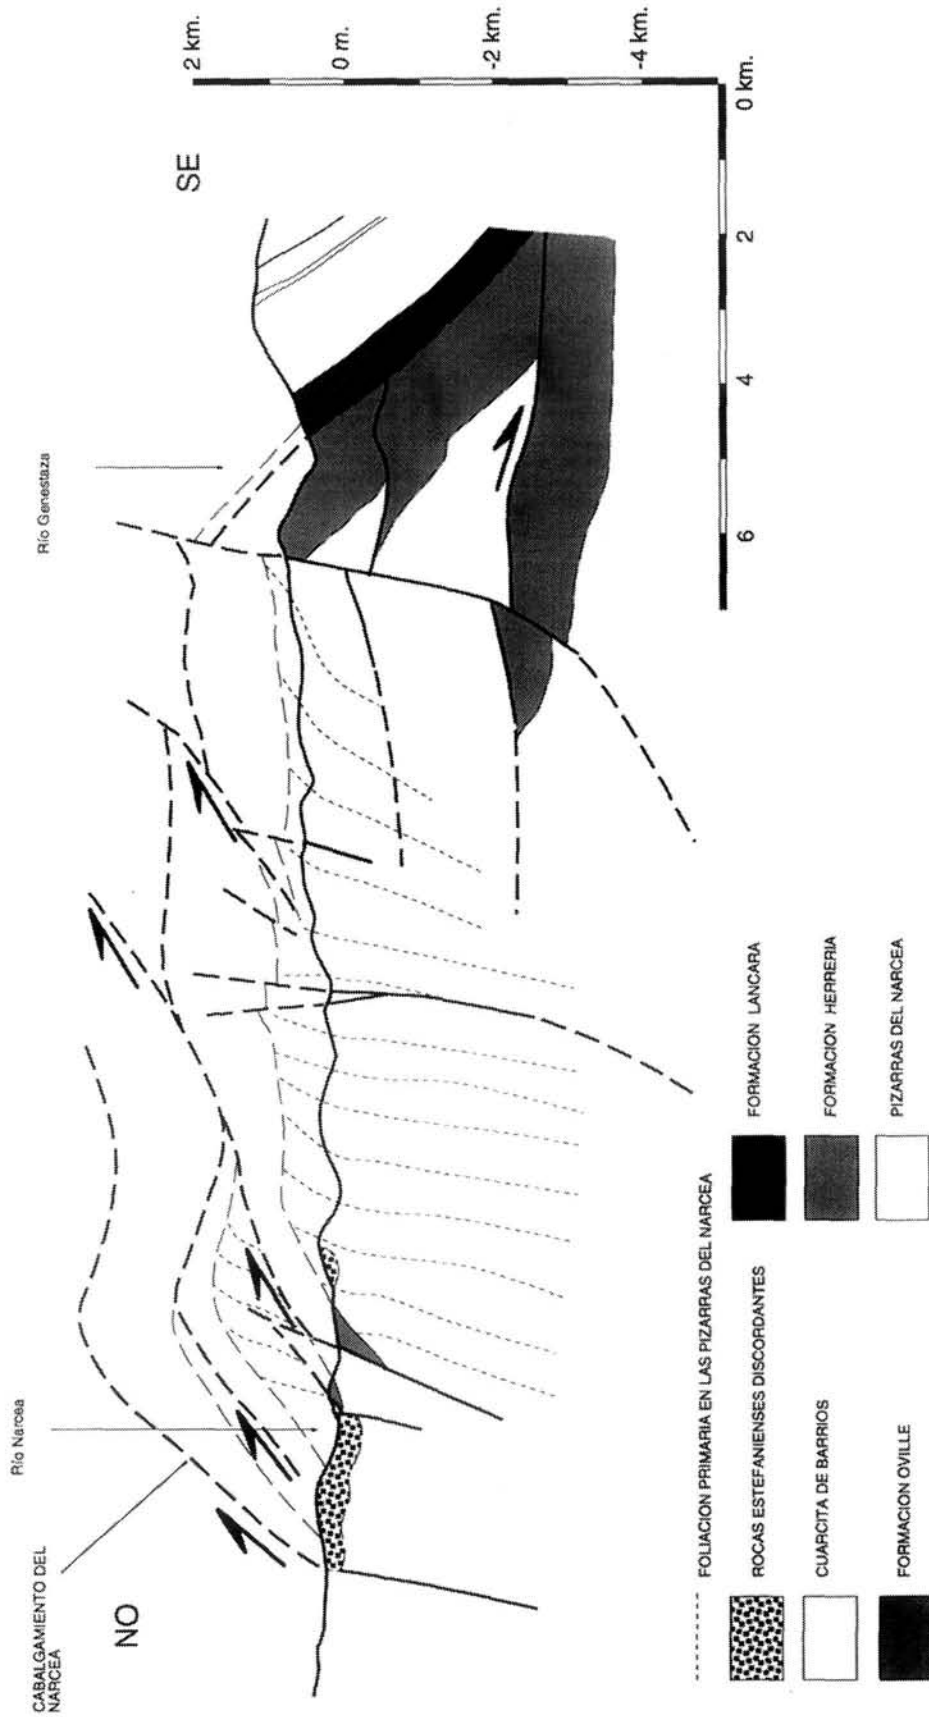 CABALGAMIENTO DEL
NARCEA
Río Narcea
Río Genestaza
NO
SE
2 km.
0 m.
-2 km.
-4 km.
6
4
2
0 km.
FOLIACION PRIMARIA EN LAS PIZARRAS DEL NARCEA
ROCAS ESTEFANIENSES DISCORDANTES
CUARCITA DE BARRIOS
FORMACION OVILLE
FORMACION LANCARA
FORMACION HERRERIA
PIZARRAS DEL NARCEA